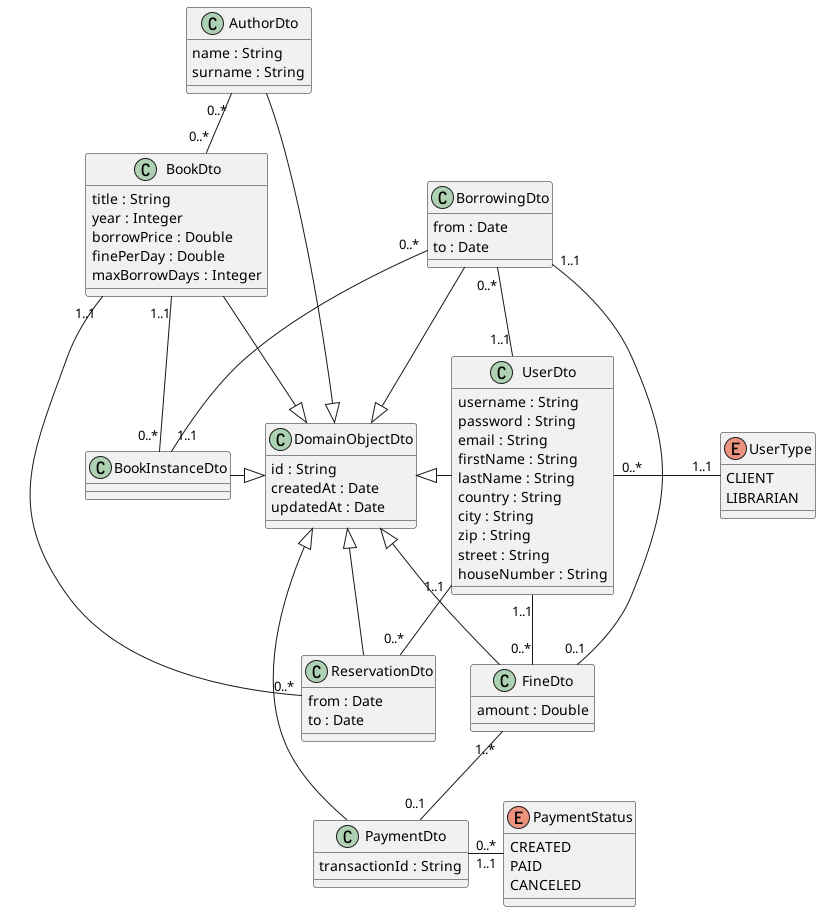 C AuthorDto
name : String
surname : String
0..*
0..*
C BookDto
title : String
year : Integer
borrowPrice : Double
finePerDay : Double
maxBorrowDays : Integer
C BorrowingDto
from : Date
to : Date
0..*
1..1
0..*
1..1
1..1
1..1
C UserDto
username : String
password : String
email : String
firstName : String
lastName : String
country : String
city : String
zip : String
street : String
houseNumber : String
0..*
1..1
C BookInstanceDto
C DomainObjectDto
id : String
createdAt : Date
updatedAt : Date
0..*
1..1
E UserType
CLIENT
LIBRARIAN
1..1
1..1
0..*
0..*
0..1
0..*
C ReservationDto
from : Date
to : Date
C FineDto
amount : Double
1..*
0..1
C PaymentDto
transactionId : String
0..*
1..1
E PaymentStatus
CREATED
PAID
CANCELED